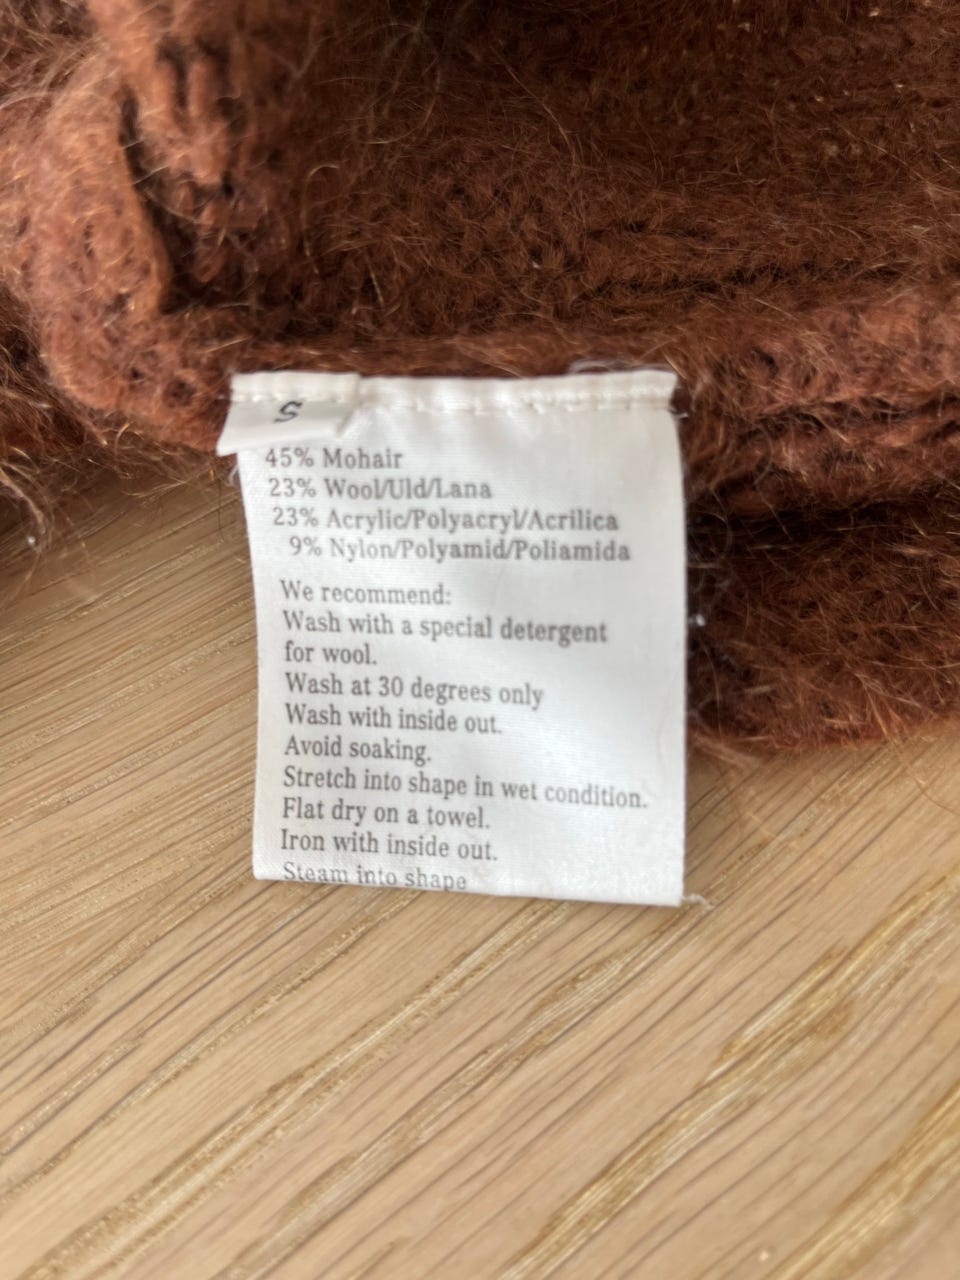 S
45% Mohair
23% Wool/Uld/Lana
23% Acrylic/Polyacryl/Acrilica
9% Nylon/Polyamid/Poliamida
We recommend:
Wash with a special detergent
for wool.
Wash at 30 degrees only
Wash with inside out.
Avoid soaking.
Stretch into shape in wet condition.
Flat dry on a towel.
Iron with inside out.
Steam into shape